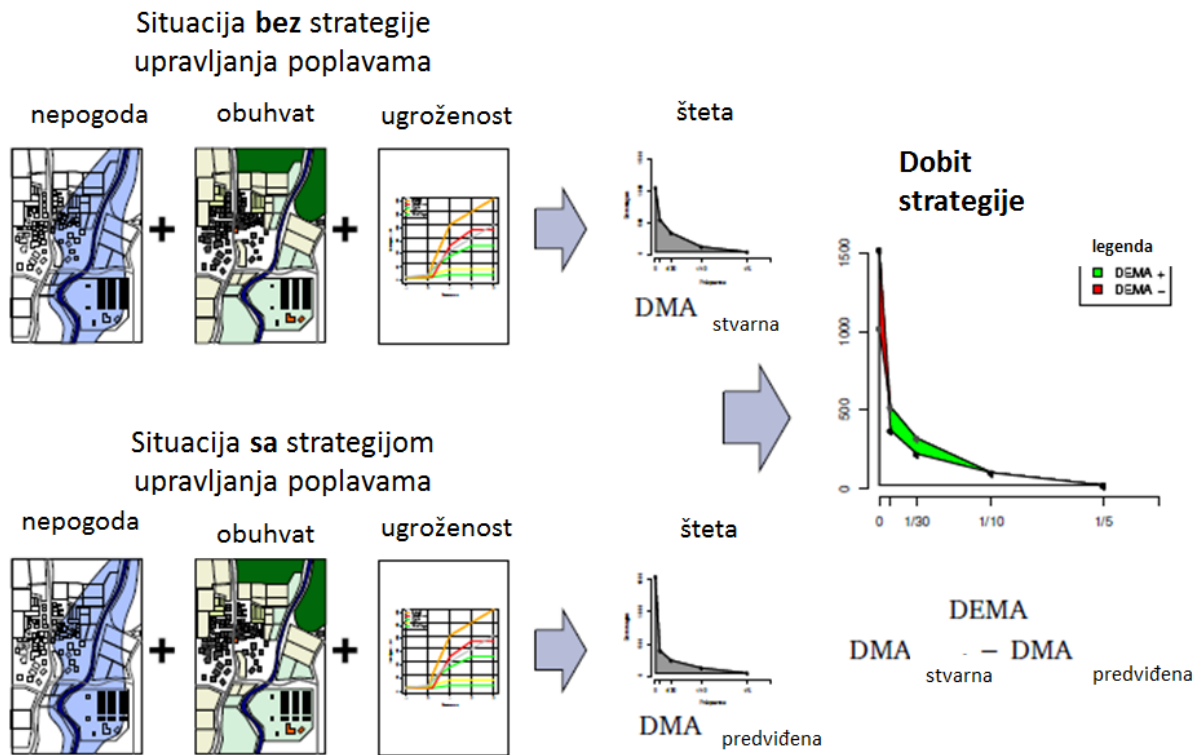 Situacija bez strategije
upravljanja poplavama
nepogoda
obuhvat
ugroženost
šteta
DMA stvarna
Situacija sa strategijom
upravljanja poplavama
nepogoda
obuhvat
ugroženost
šteta
DMA predviđena
Dobit
strategije
legenda
DEMA +
DEMA –
1500
1000
500
0
0 1/30 1/10 1/5
DEMA
DMA stvarna – DMA predviđena